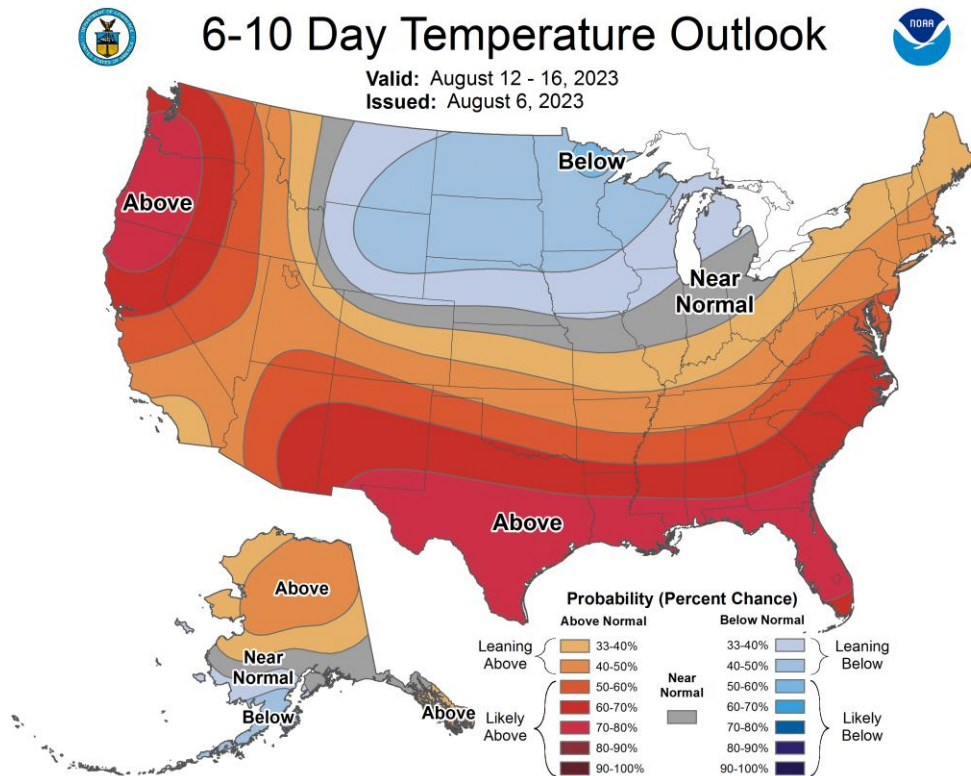 6-10 Day Temperature Outlook
NOAA
Valid: August 12 - 16, 2023
Issued: August 6, 2023
Below
Above
Near
Normal
Above
Above
Near
Normal
Below
Above
Probability (Percent Chance)
Above Normal
Below Normal
Leaning
Above
33-40%
40-50%
50-60%
60-70%
70-80%
80-90%
90-100%
Likely
Above
Near
Normal
33-40%
40-50%
50-60%
60-70%
70-80%
80-90%
90-100%
Leaning
Below
Likely
Below